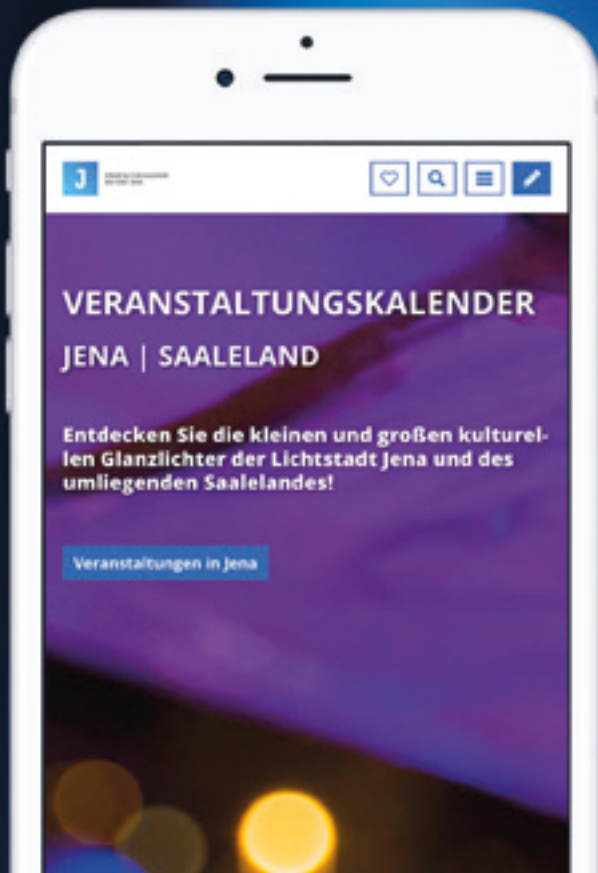 J
VERANSTALTUNGSKALENDER
JENA | SAALELAND
Entdecken Sie die kleinen und großen kulturel-
len Glanzlichter der Lichtstadt Jena und des
umliegenden Saalelandes!
Veranstaltungen in Jena